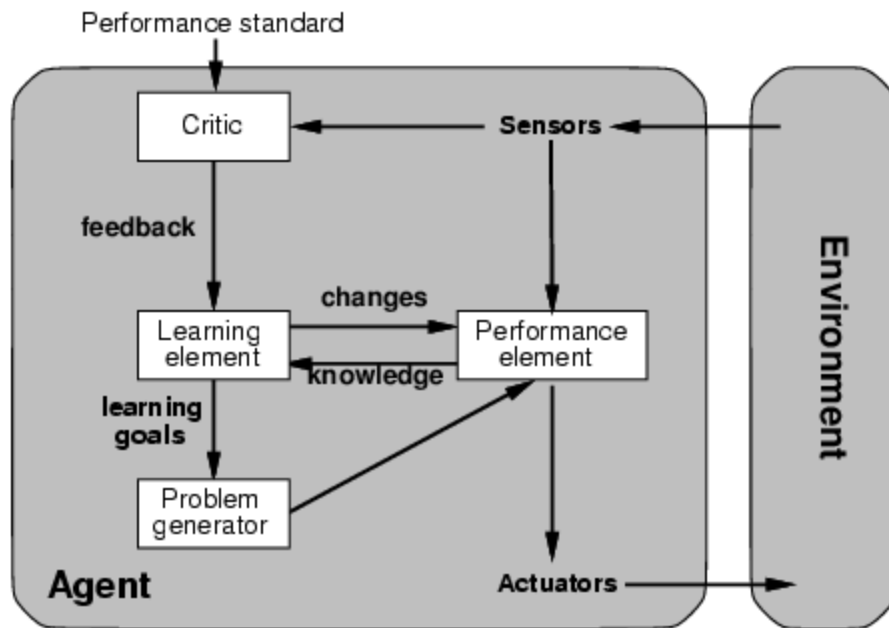 Performance standard
Critic
Sensors
feedback
changes
Learning
element
Performance
element
knowledge
learning
goals
Problem
generator
Agent
Actuators
Environment